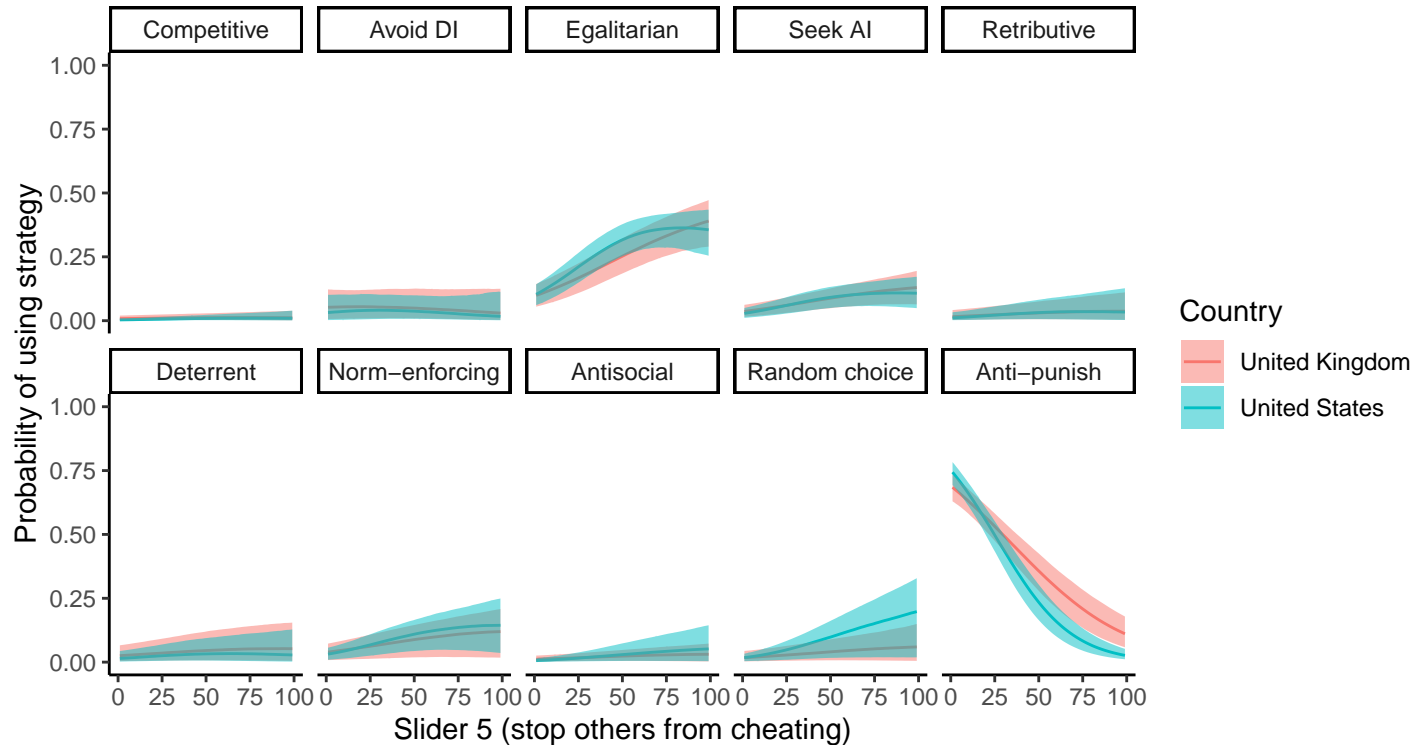 Competitive
Avoid DI
Egalitarian
Seek AI
Retributive
1.00
0.75
0.50
0.25
0.00
Deterrent
Norm−enforcing
Antisocial
Random choice
Anti−punish
1.00
0.75
0.50
0.25
0.00
0 25 50 75 100
0 25 50 75 100
0 25 50 75 100
0 25 50 75 100
0 25 50 75 100
Slider 5 (stop others from cheating)
Probability of using strategy
Country
United Kingdom
United States